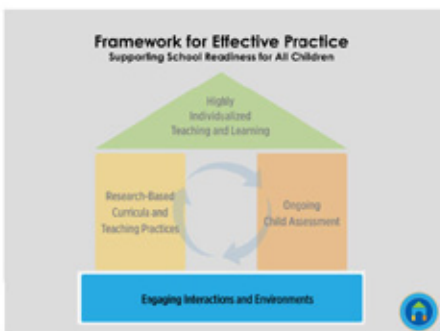 Framework for Effective Practice
Supporting School Readiness for All Children
Highly
Individualized
Teaching and Learning
Research-Based
Curricula and
Teaching Practices
Ongoing
Child Assessment
Engaging Interactions and Environments